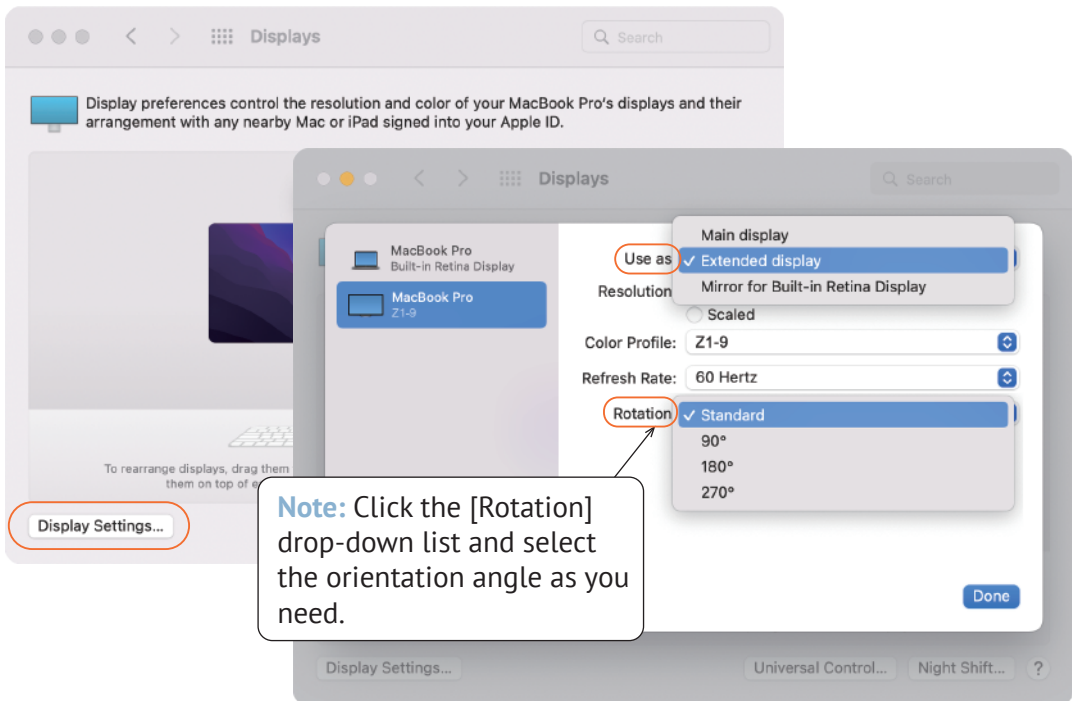 Displays
Search
Display preferences control the resolution and color of your MacBook Pro's displays and their
arrangement with any nearby Mac or iPad signed into your Apple ID.
To rearrange displays, drag them
them on top of
Display Settings...
Displays
Search
MacBook Pro
Built-in Retina Display
MacBook Pro
Z1-9
Use as
Main display
✓ Extended display
Mirror for Built-in Retina Display
Resolution
Scaled
Color Profile: Z1-9
Refresh Rate: 60 Hertz
Rotation
✓ Standard
90°
180°
270°
Note: Click the [Rotation]
drop-down list and select
the orientation angle as you
need.
Done
Display Settings...
Universal Control...
Night Shift...
?